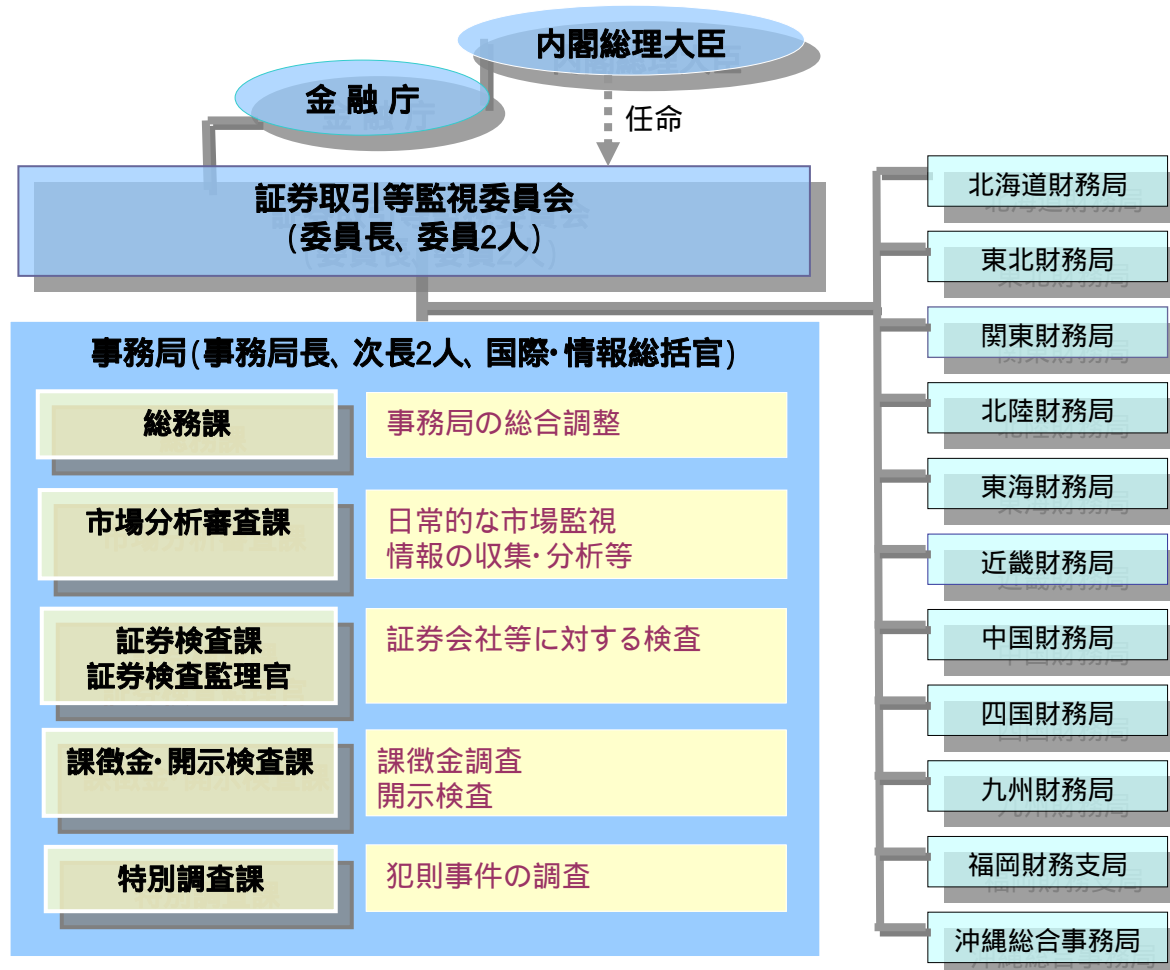 内閣総理大臣
金融庁
任命
証券取引等監視委員会
(委員長、委員2人)
事務局(事務局長、次長2人、国際・情報総括官)
総務課
事務局の総合調整
市場分析審査課
日常的な市場監視
情報の収集・分析等
証券検査課
証券検査監理官
証券会社等に対する検査
課徴金・開示検査課
課徴金調査
開示検査
特別調査課
犯則事件の調査
北海道財務局
東北財務局
関東財務局
北陸財務局
東海財務局
近畿財務局
中国財務局
四国財務局
九州財務局
福岡財務支局
沖縄総合事務局